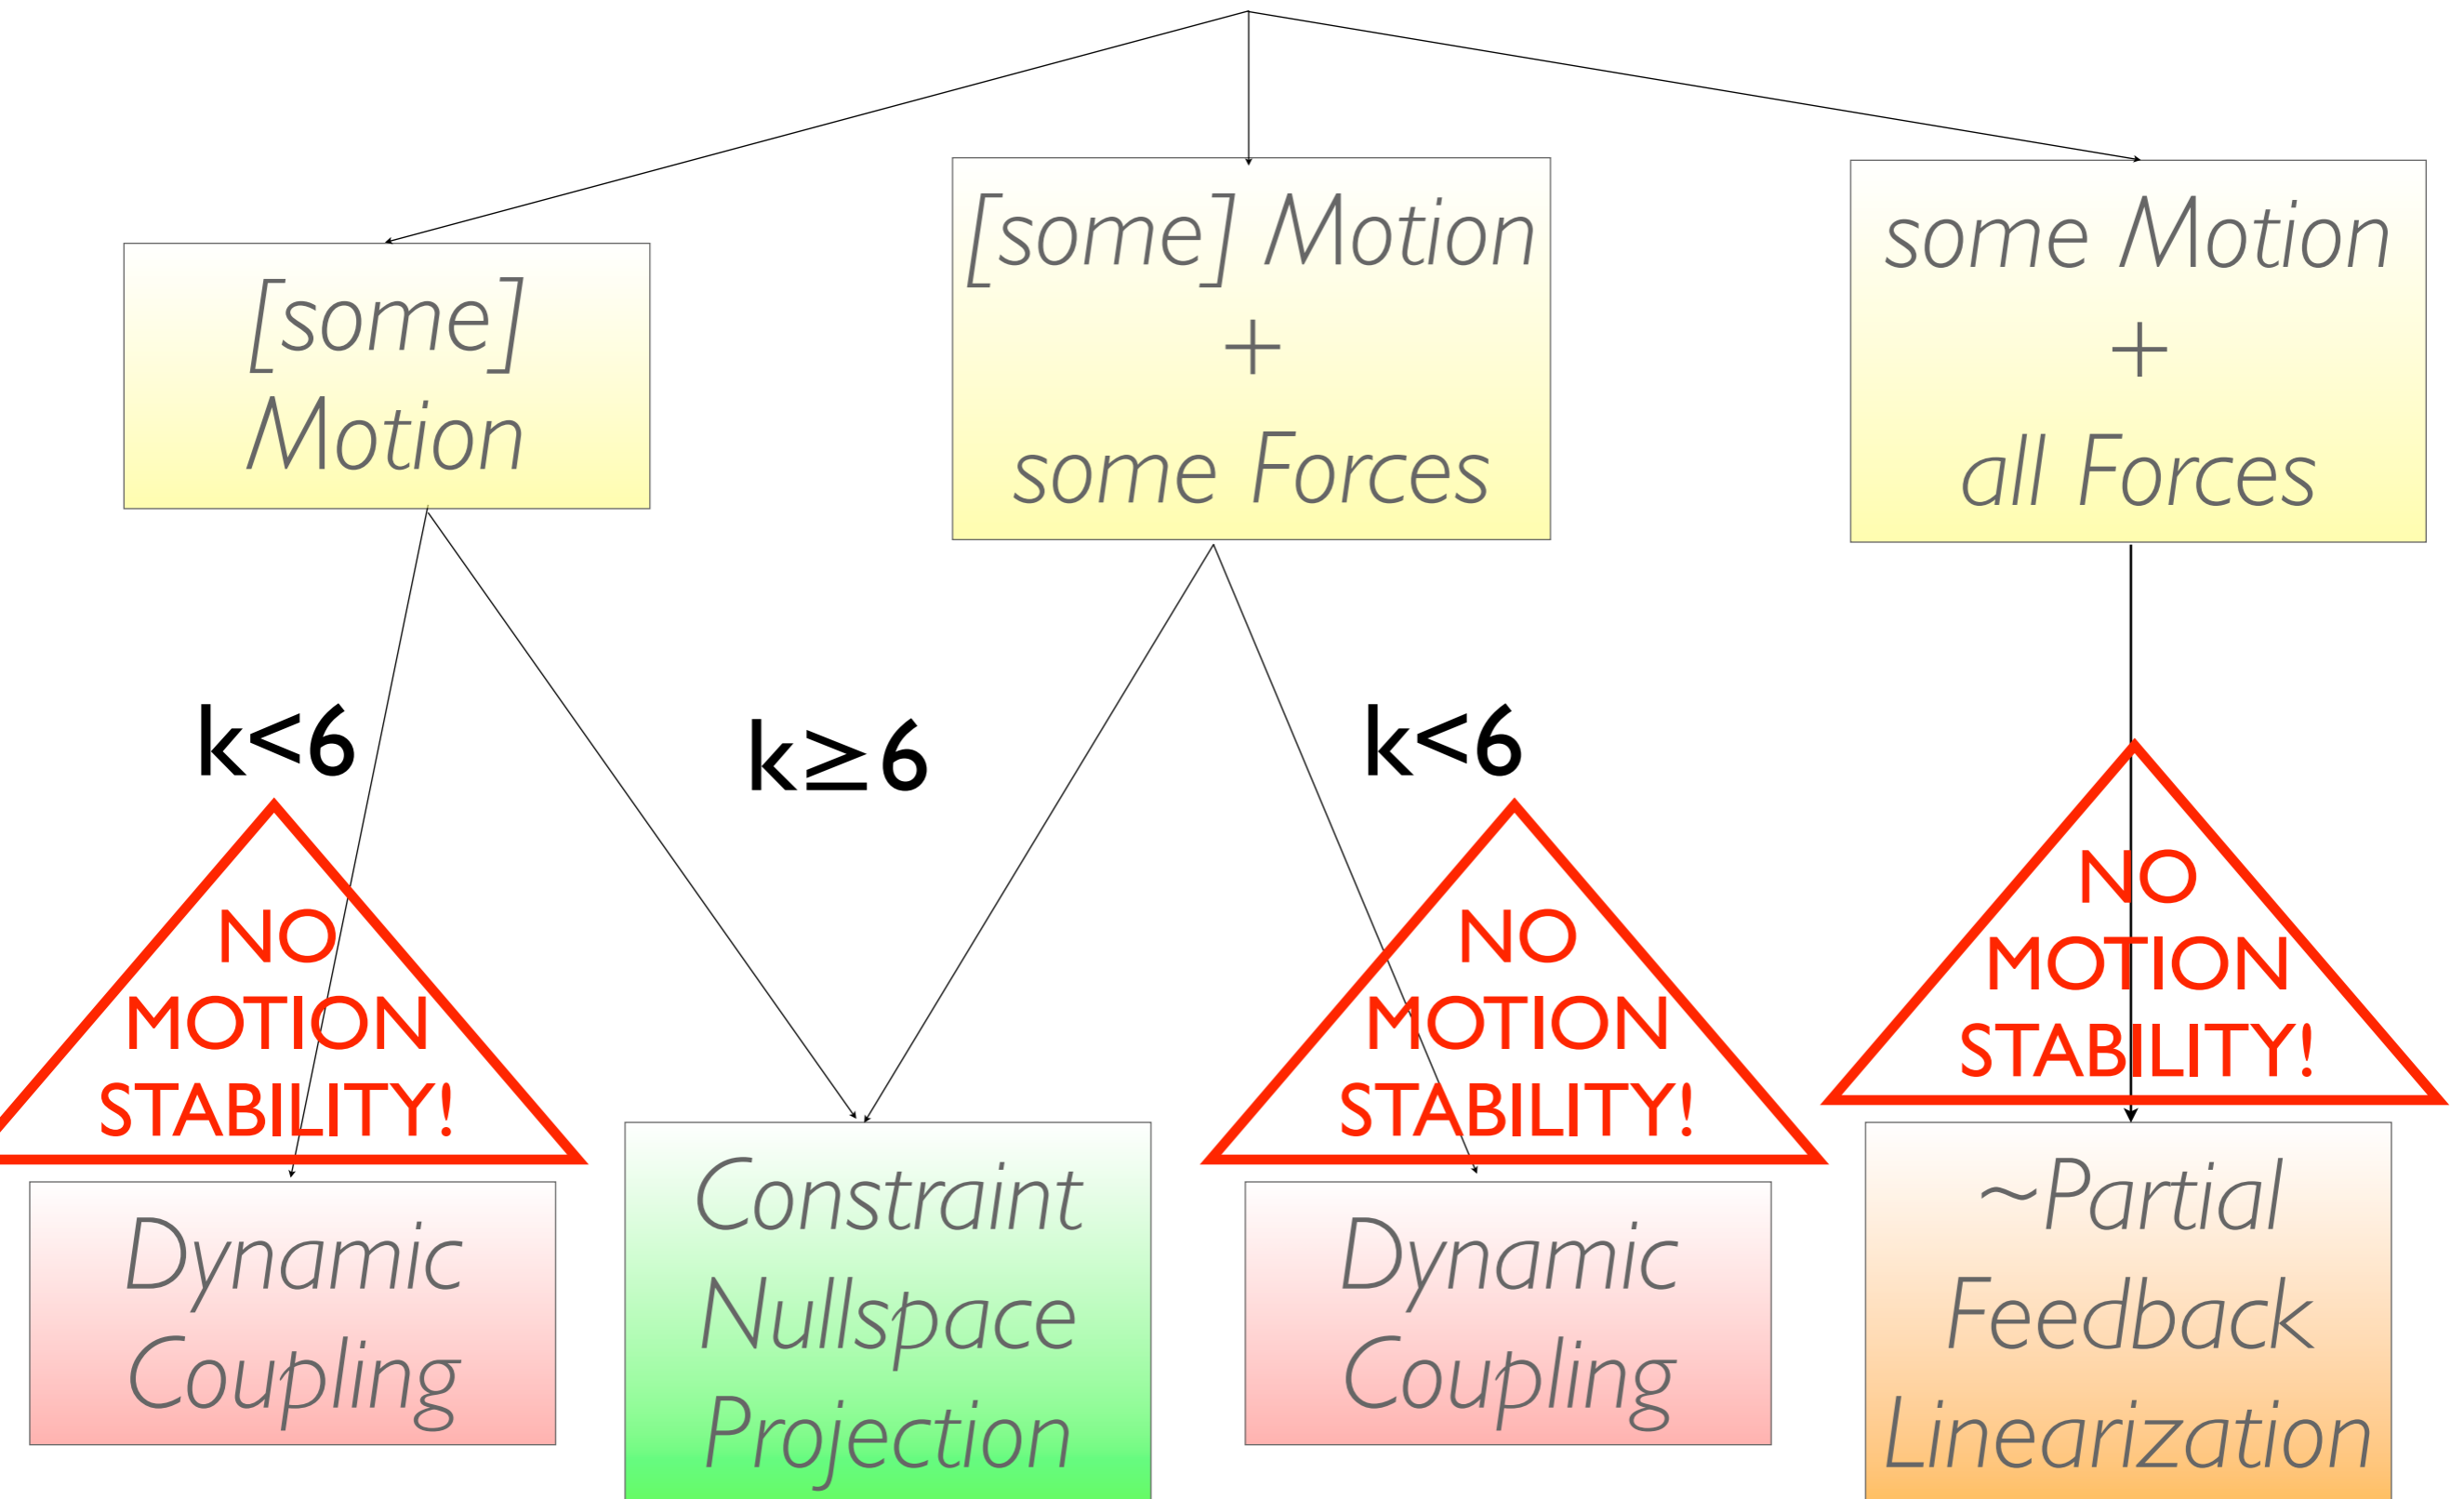 [some]
Motion
[some] Motion
+
some Forces
some Motion
+
all Forces
k<6
k≥6
k<6
NO
MOTION
STABILITY!
NO
MOTION
STABILITY!
NO
MOTION
STABILITY!
Dynamic
Coupling
Constraint
Nullspace
Projection
Dynamic
Coupling
~Partial
Feedback
Linearization